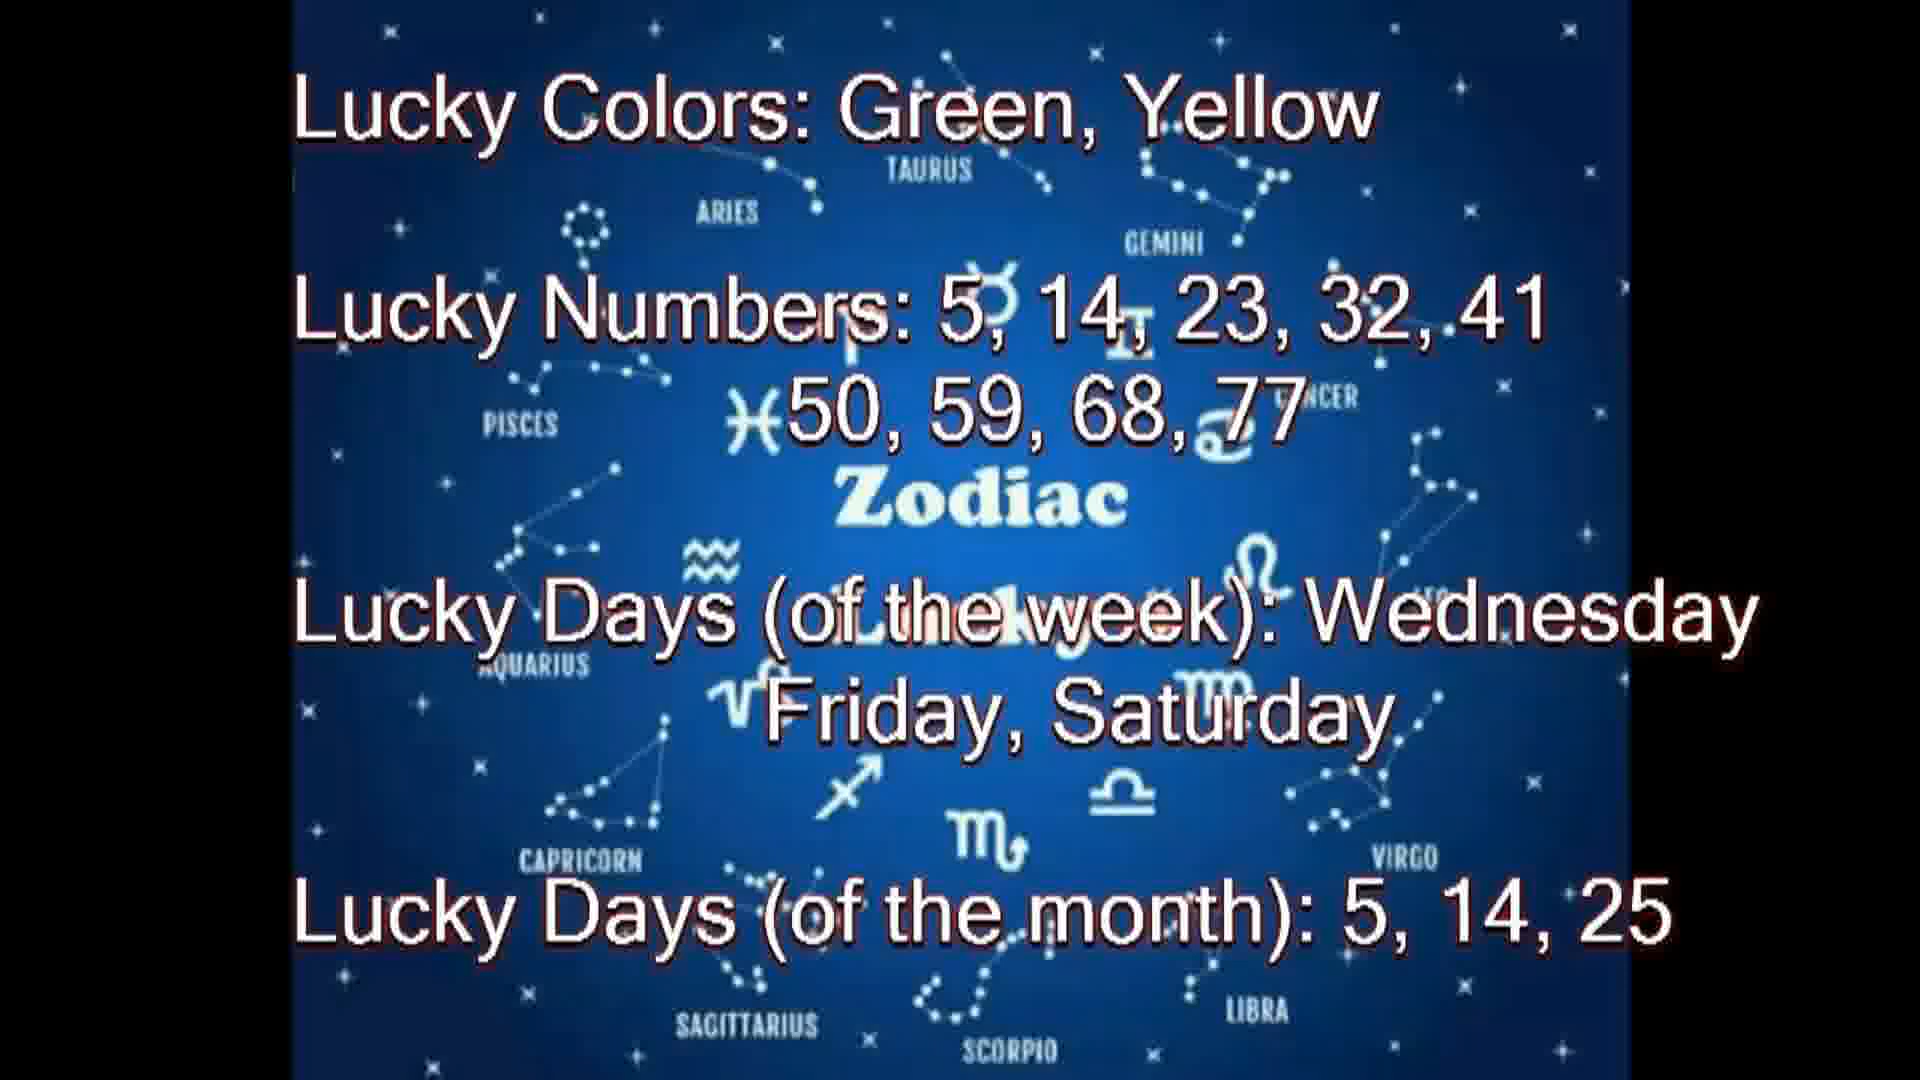 Lucky Colors: Green, Yellow
TAURUS
ARIES
GEMINI
Lucky Numbers: 5, 14, 23, 32, 41
50, 59, 68, 77
PISCES
Zodiac
Lucky Days (of the week): Wednesday
AQUARIUS
Friday, Saturday
CAPRICORN
VIRGO
Lucky Days (of the month): 5, 14, 25
SAGITTARIUS
LIBRA
SCORPIO